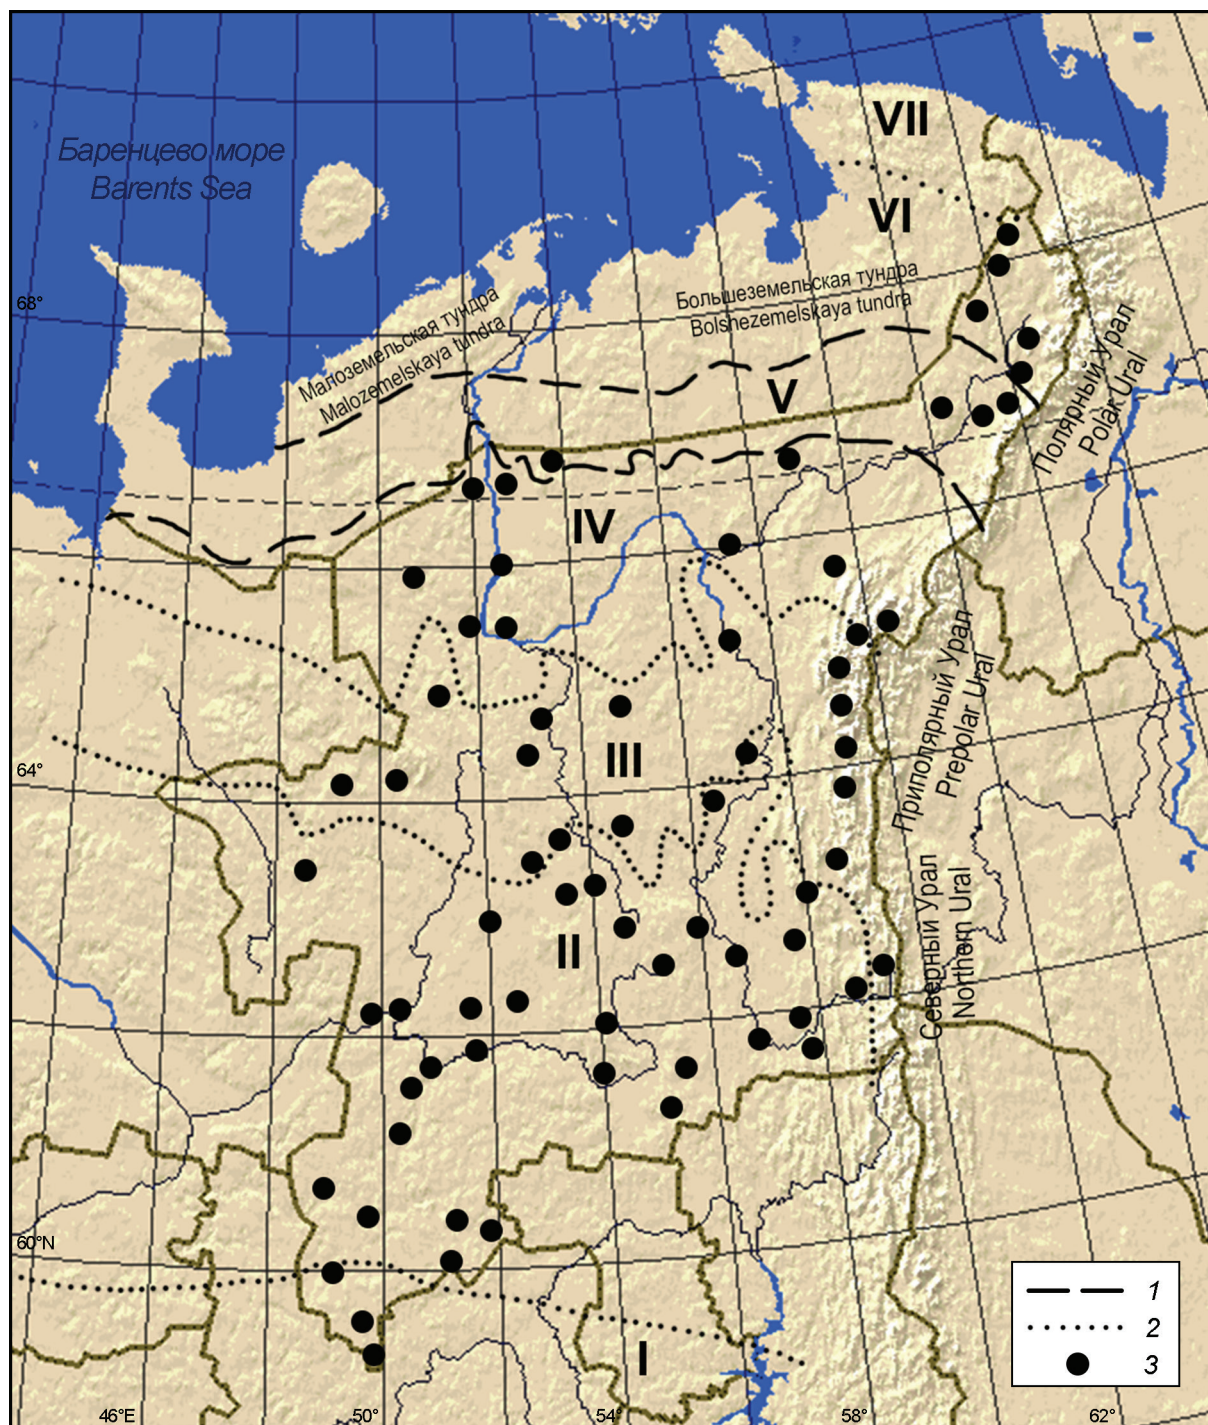 VII
Баренцево море
Barents Sea
VI
Большеземельская тундра
Bolshezemelskaya tundra
68°
Малоземельская тундра
Malozemelskaya tundra
Полярный Урал
Polar Ural
V
IV
Приполярный Урал
Prepolar Ural
64°
III
Северный Урал
Northern Ural
II
60°N
1
2
3
I
46°E
50°
54°
58°
62°